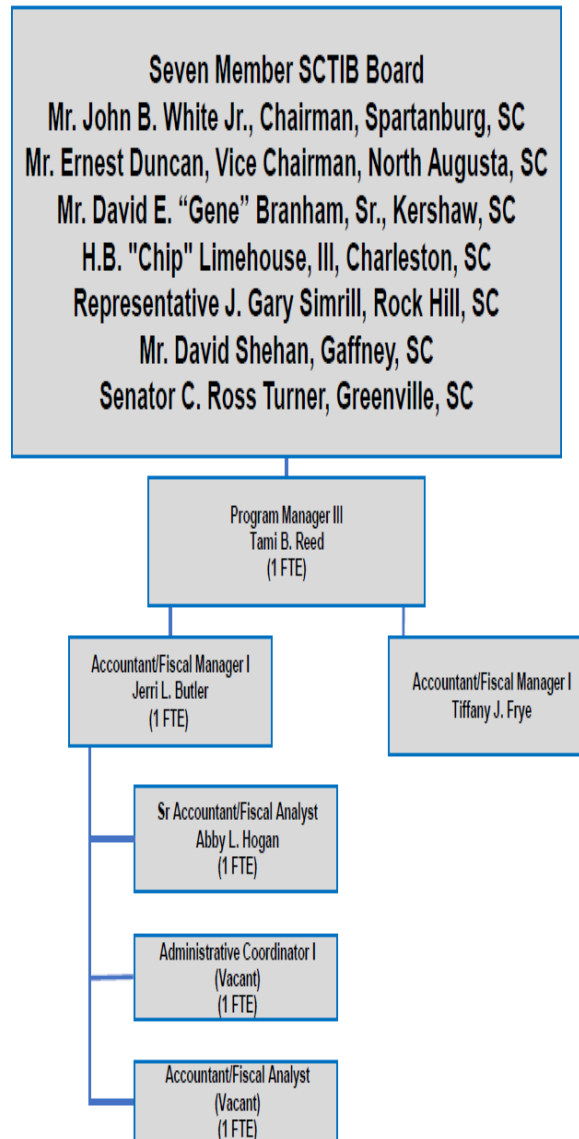 Seven Member SCTIB Board
Mr. John B. White Jr., Chairman, Spartanburg, SC
Mr. Ernest Duncan, Vice Chairman, North Augusta, SC
Mr. David E. “Gene” Branham, Sr., Kershaw, SC
H.B. "Chip" Limehouse, III, Charleston, SC
Representative J. Gary Simrill, Rock Hill, SC
Mr. David Shehan, Gaffney, SC
Senator C. Ross Turner, Greenville, SC
Program Manager III
Tami B. Reed
(1 FTE)
Accountant/Fiscal Manager I
Jerri L. Butler
(1 FTE)
Accountant/Fiscal Manager I
Tiffany J. Frye
Sr Accountant/Fiscal Analyst
Abby L. Hogan
(1 FTE)
Administrative Coordinator I
(Vacant)
(1 FTE)
Accountant/Fiscal Analyst
(Vacant)
(1 FTE)